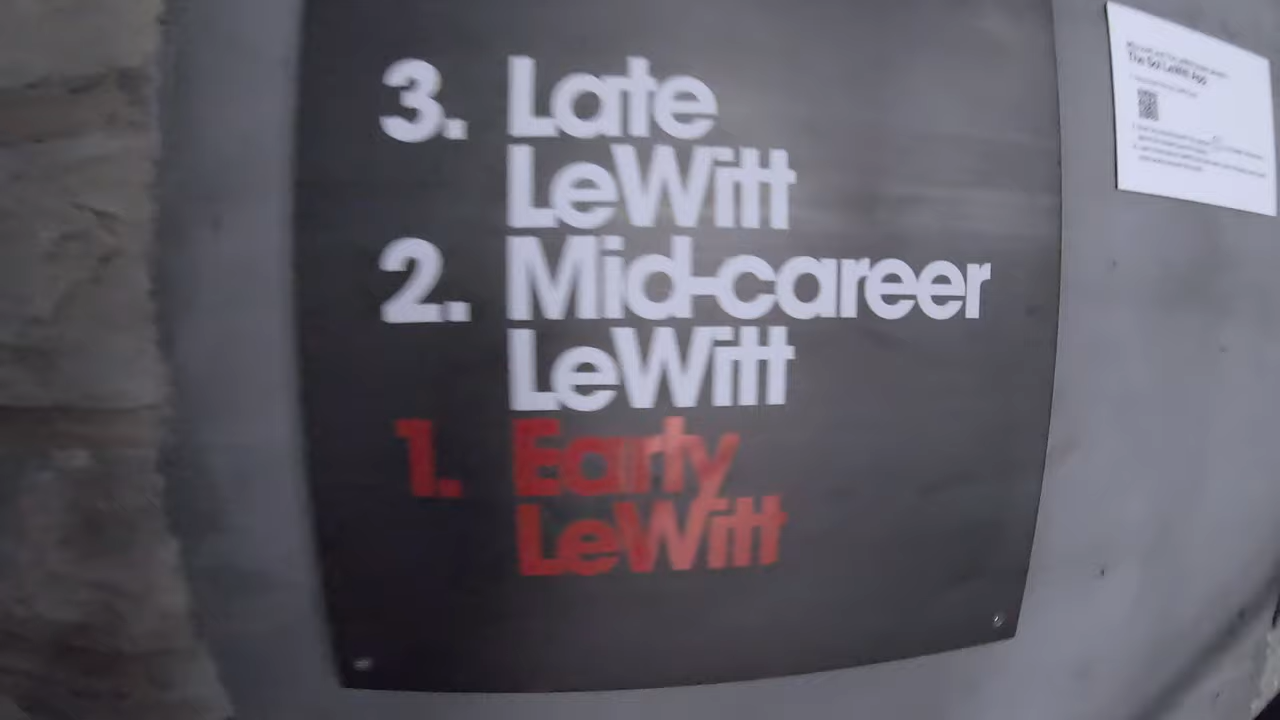 3. Late
LeWitt
2. Mid-career
LeWitt
1. Early
LeWitt
The Sol LeWitt App